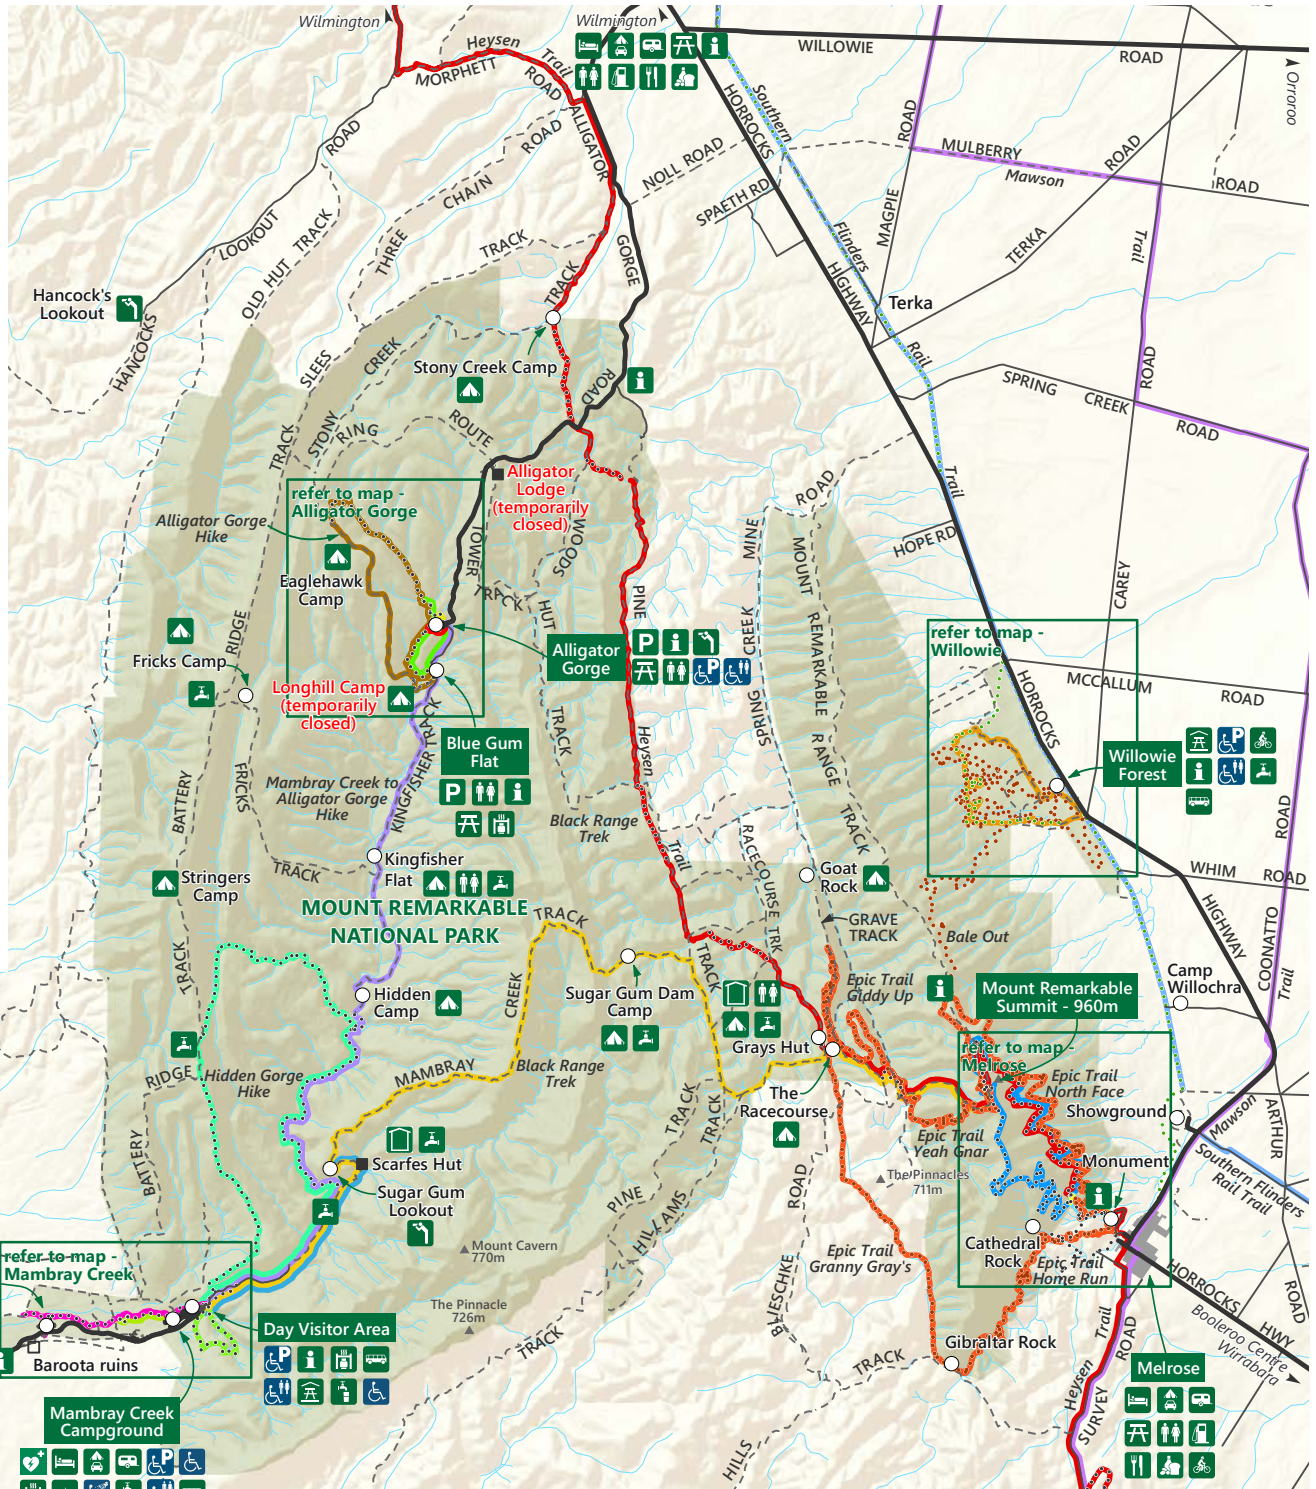 Wilmington
Wilmington
Heysen
Trail
MORPHETT
ROAD
WILLOWIE
ROAD
Orroroo
ROAD
LOOKOUT
ALLIGATOR
GORGE
ROAD
THREE
CHAIN
ROAD
NOLL ROAD
SPAETH RD
HORROCKS
HIGHWAY
Southern
Flinders
Rail
Trail
MAGPIE
ROAD
MULBERRY
ROAD
Mawson
Trail
TERKA
ROAD
Terka
ROAD
SPRING
CREEK
ROAD
Hancock's
Lookout
HANCOCKS
OLD HUT
TRACK
SLEES
TRACK
STONY
CREEK
TRACK
TRACK
Stony Creek Camp
RING
ROUTE
Alligator
Lodge
(temporarily
closed)
refer to map -
Alligator Gorge
Alligator Gorge
Hike
Eaglehawk
Camp
TOWER
TRACK
WOODS
HUT
TRACK
PINE
Heysen
Trail
MINE
CREEK
SPRING
ROAD
MOUNT
REMARKABLE
RANGE
TRACK
HOPE RD
CAREY
refer to map -
Willowie
MCCALLUM
ROAD
HORROCKS
Fricks Camp
RIDGE
Longhill Camp
(temporarily
closed)
Alligator
Gorge
P
P
Blue Gum
Flat
P
KINGFISHER TRACK
Mambray Creek to
Alligator Gorge
Hike
BATTERY
FRICKS
TRACK
Kingfisher
Flat
Black Range
Trek
Willowie
Forest
P
WHIM
ROAD
ROAD
HIGHWAY
COONATTO
Trail
Stringers
Camp
TRACK
MOUNT REMARKABLE
NATIONAL PARK
TRACK
CREEK
MAMBRAY
RACECOURSE TRK
Goat
Rock
GRAVE
TRACK
Bale Out
TRACK
Hidden
Camp
Sugar Gum Dam
Camp
Grays Hut
Epic Trail
Giddy Up
Mount Remarkable
Summit - 960m
Camp
Willochra
refer to map -
Melrose
RIDGE
Hidden Gorge
Hike
Black Range
Trek
The
Racecourse
Epic Trail
North Face
Showground
Mawson
ARTHUR
ROAD
BATTERY
Scarfes Hut
Sugar Gum
Lookout
PINE
TRACK
HILLAMS
TRACK
Epic Trail
Yeah Gnar
The Pinnacles
711m
Monument
Southern Flinders
Rail Trail
Mount Cavern
770m
The Pinnacle
726m
BLIESCHKE
ROAD
Epic Trail
Granny Gray's
Cathedral
Rock
Epic Trail
Home Run
HORROCKS
HWY
Booleroo Centre
Wirrabara
refer to map -
Mambray Creek
Day Visitor Area
P
Baroota ruins
Mambray Creek
Campground
P
TRACK
TRACK
HILLS
Gibraltar Rock
Heysen
Trail
SURVEY
ROAD
Melrose